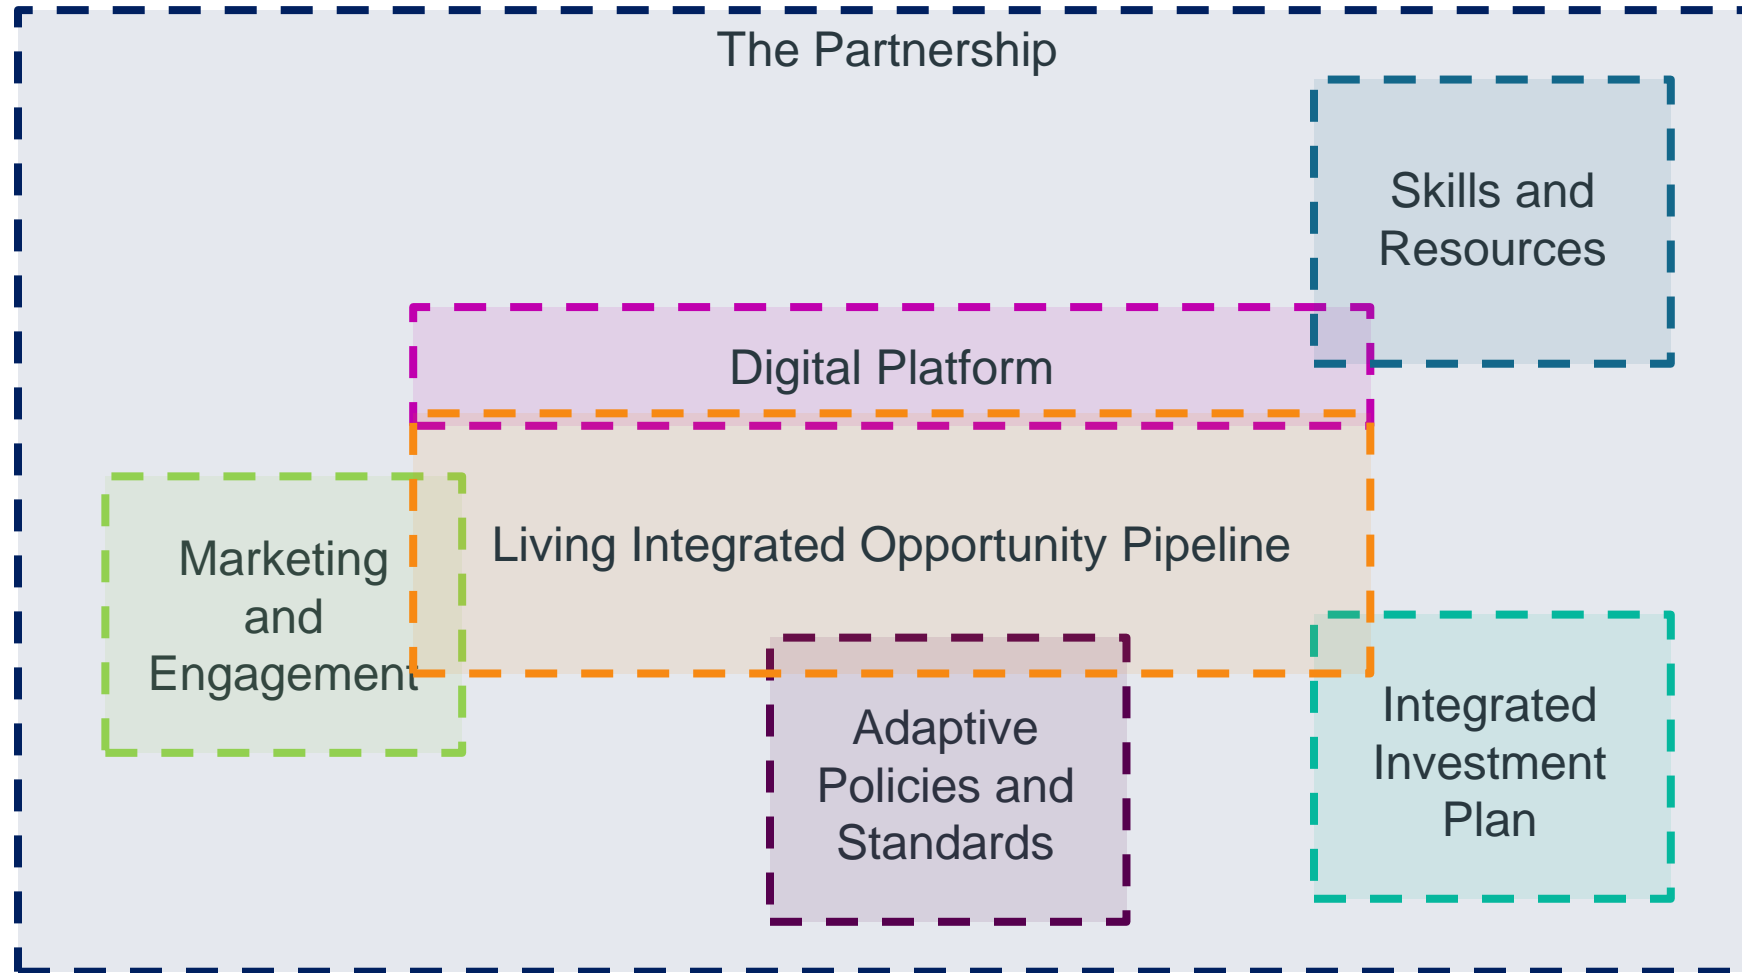 The Partnership
Skills and
Resources
Digital Platform
Living Integrated Opportunity Pipeline
Marketing
and
Engagement
Adaptive
Policies and
Standards
Integrated
Investment
Plan